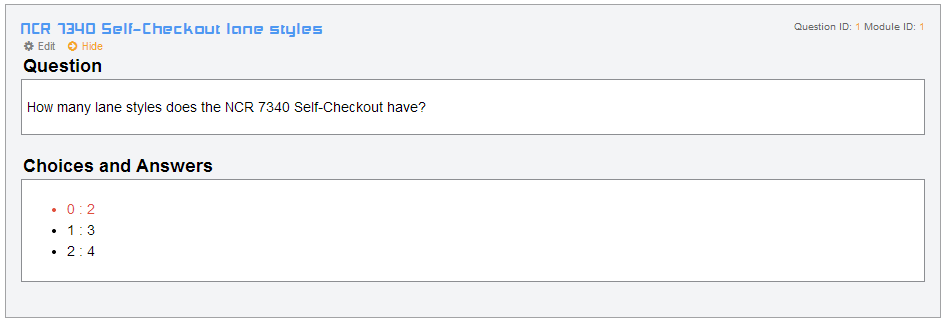 NCR 7340 Self-Checkout lane styles
Question ID: 1 Module ID: 1
Edit Hide
Question
How many lane styles does the NCR 7340 Self-Checkout have?
Choices and Answers
0 : 2
1 : 3
2 : 4